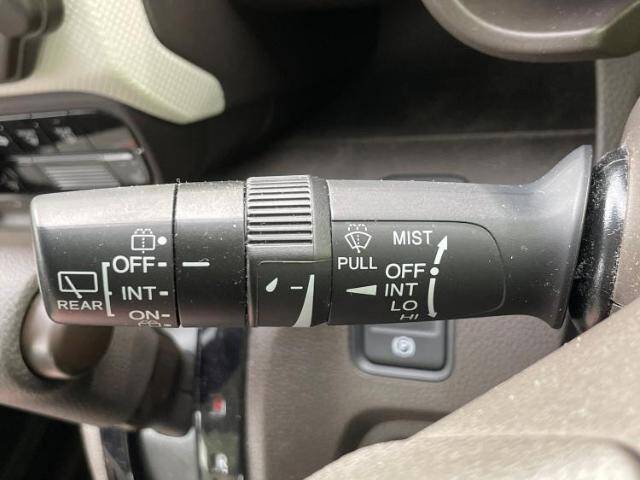 OFF
INT
ON
REAR
PULL
MIST
OFF
INT
LO
HI